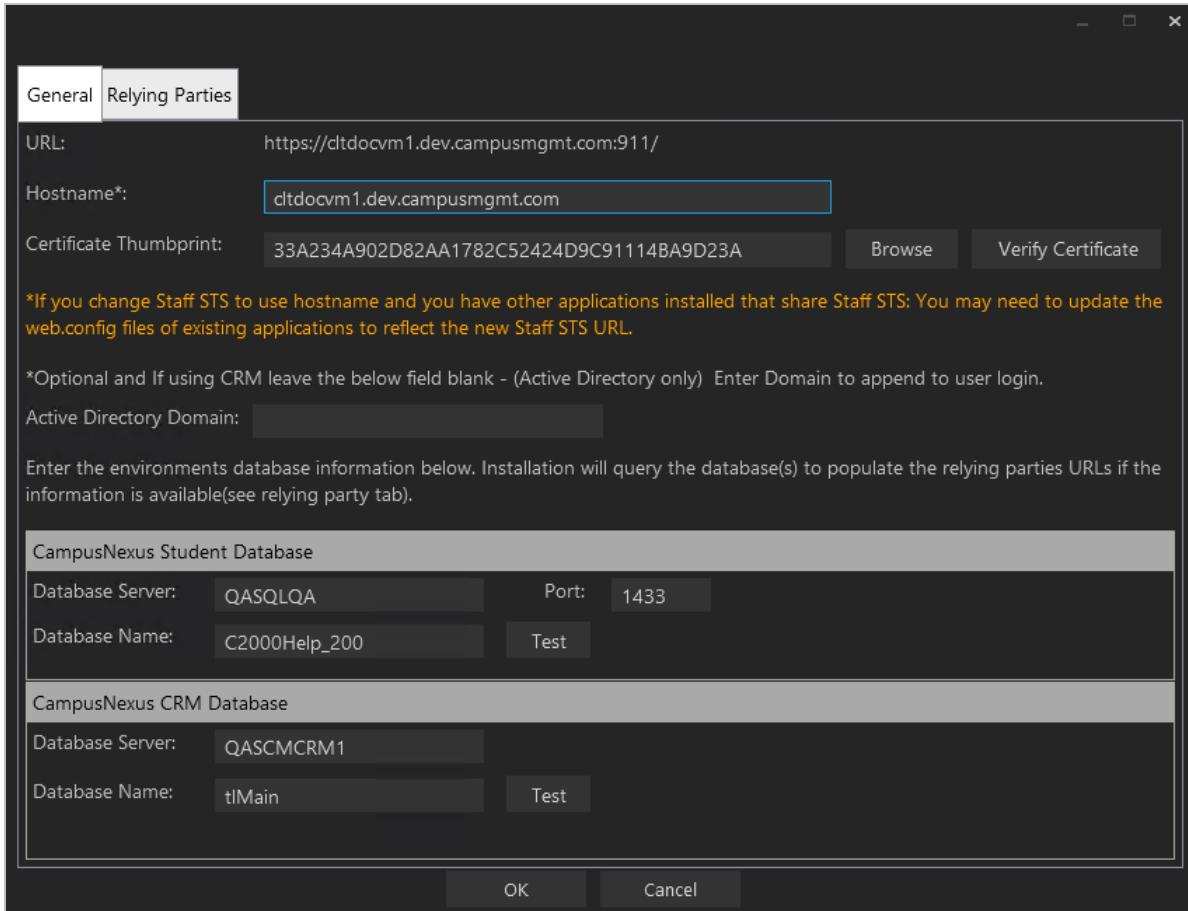 General
Relying Parties
URL: https://cltdocvm1.dev.campusmgmt.com:911/
Hostname*: cltdocvm1.dev.campusmgmt.com
Certificate Thumbprint: 33A234A902D82AA1782C52424D9C91114BA9D23A Browse Verify Certificate
*If you change Staff STS to use hostname and you have other applications installed that share Staff STS: You may need to update the
web.config files of existing applications to reflect the new Staff STS URL.
*Optional and If using CRM leave the below field blank - (Active Directory only) Enter Domain to append to user login.
Active Directory Domain:
Enter the environments database information below. Installation will query the database(s) to populate the relying parties URLs if the
information is available(see relying party tab).
CampusNexus Student Database
Database Server: QASQLQA Port: 1433
Database Name: C2000Help_200 Test
CampusNexus CRM Database
Database Server: QASCMCRM1
Database Name: tlMain Test
OK Cancel